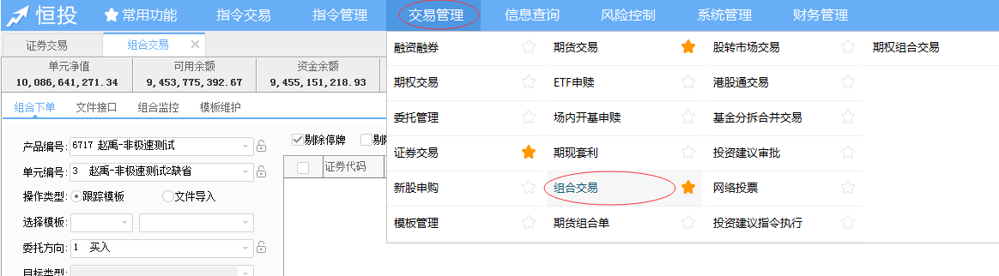 恒投 常用功能 指令交易 指令管理 交易管理 信息查询 风险控制 系统管理 财务管理
证券交易 组合交易
单元净值 可用余额 资金余额
10,086,641,271.34 9,453,775,392.67 9,455,151,218.93
组合下单 文件接口 组合监控 模板维护
产品编号: 6717 赵禹-非极速测试
单元编号: 3 赵禹-非极速测试2缺省
操作类型: 跟踪模板 文件导入
选择模板:
委托方向: 1 买入
目标类型:
剔除停牌 剔除
证券代码
融资融券 期货交易 股转市场交易 期权组合交易
期权交易 ETF申赎 港股通交易
委托管理 场内开基申赎 基金分拆合并交易
证券交易 期现套利 投资建议审批
新股申购 组合交易 网络投票
模板管理 期货组合单 投资建议指令执行